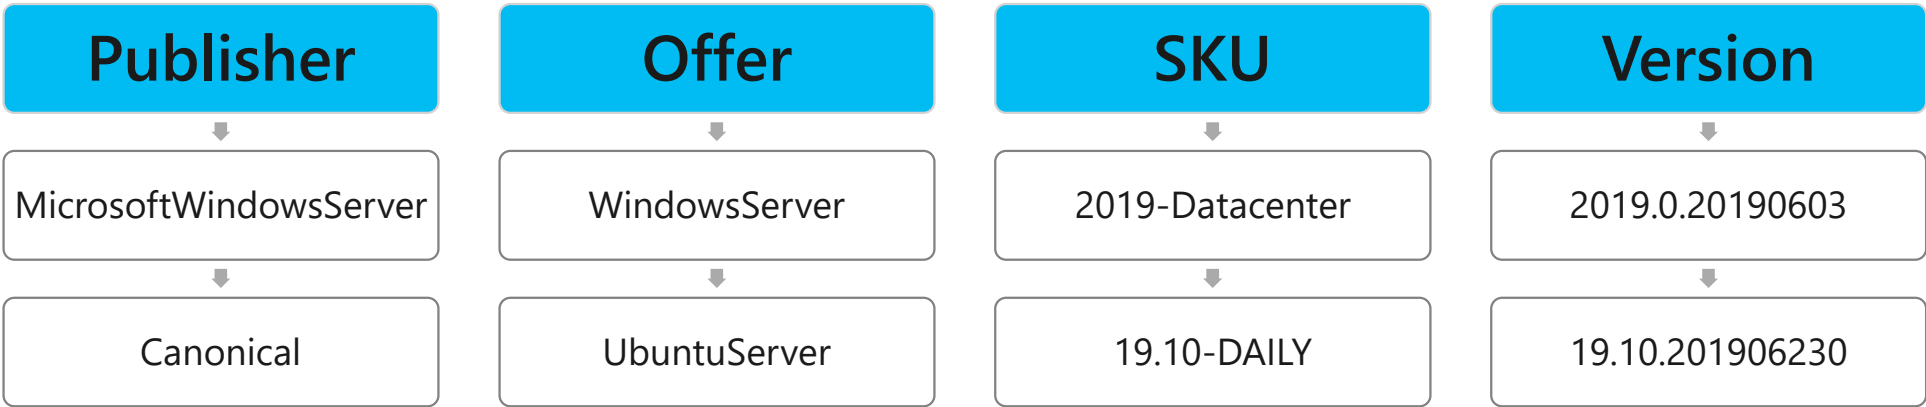 Publisher
Offer
SKU
Version
MicrosoftWindowsServer
WindowsServer
2019-Datacenter
2019.0.20190603
Canonical
UbuntuServer
19.10-DAILY
19.10.201906230